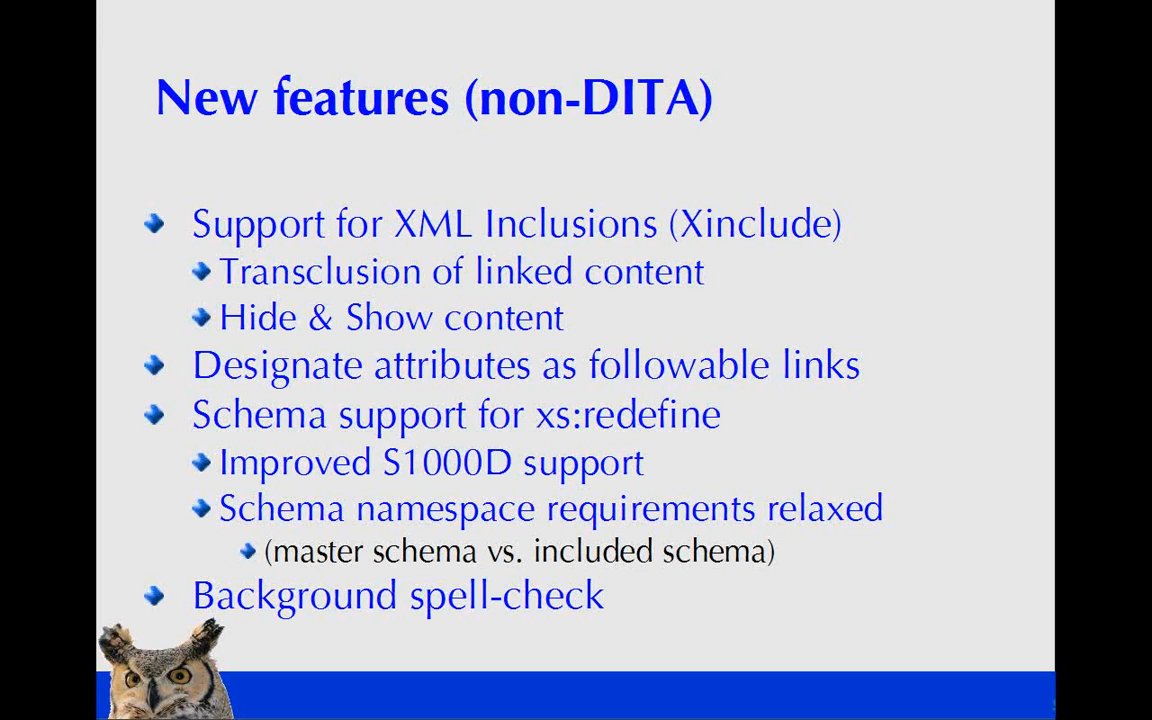 New features (non-DITA)
Support for XML Inclusions (Xinclude)
Transclusion of linked content
Hide & Show content
Designate attributes as followable links
Schema support for xs:redefine
Improved S1000D support
Schema namespace requirements relaxed
(master schema vs. included schema)
Background spell-check